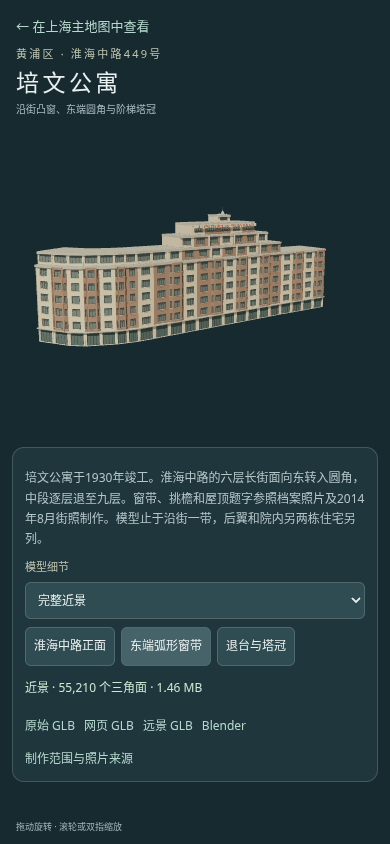 ← 在上海主地图中查看
黄浦区 · 淮海中路449号
培文公寓
沿街凸窗、东端圆角与阶梯塔冠
培文公寓于1930年竣工。淮海中路的六层长街面向东转入圆角，
中段逐层退至九层。窗带、挑檐和屋顶题字参照档案照片及2014
年8月街照制作。模型止于沿街一带，后翼和院内另两栋住宅另
列。
模型细节
完整近景
淮海中路正面 东端弧形窗带 退台与塔冠
近景 · 55,210 个三角面 · 1.46 MB
原始 GLB 网页 GLB 远景 GLB Blender
制作范围与照片来源
拖动旋转 · 滚轮或双指缩放